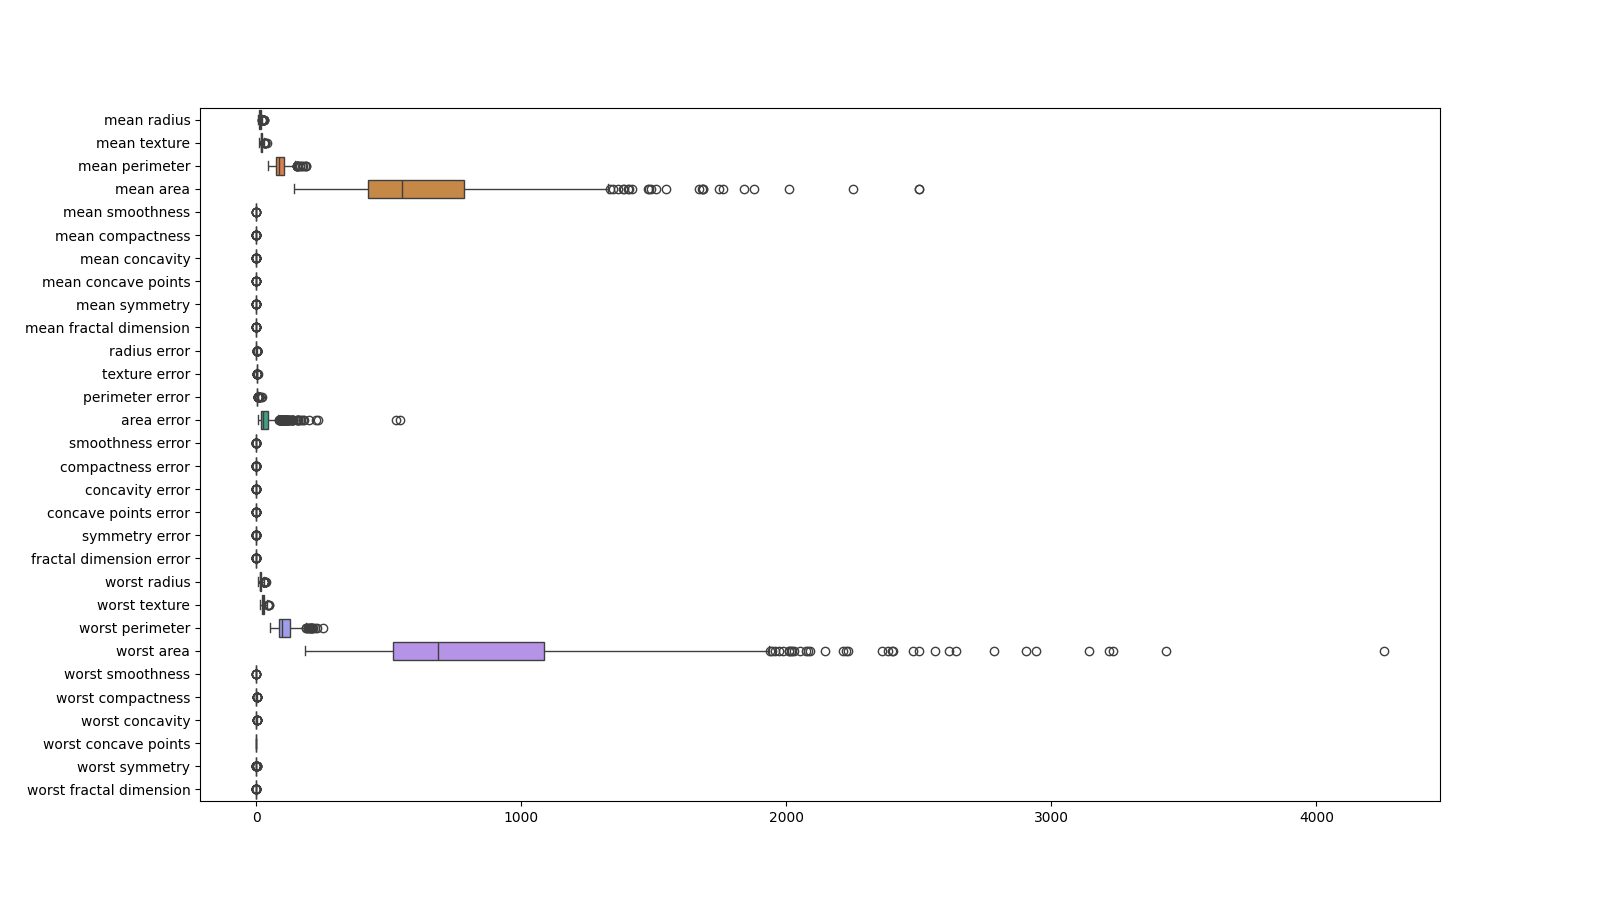 mean radius
mean texture
mean perimeter
mean area
mean smoothness
mean compactness
mean concavity
mean concave points
mean symmetry
mean fractal dimension
radius error
texture error
perimeter error
area error
smoothness error
compactness error
concavity error
concave points error
symmetry error
fractal dimension error
worst radius
worst texture
worst perimeter
worst area
worst smoothness
worst compactness
worst concavity
worst concave points
worst symmetry
worst fractal dimension
0 1000 2000 3000 4000